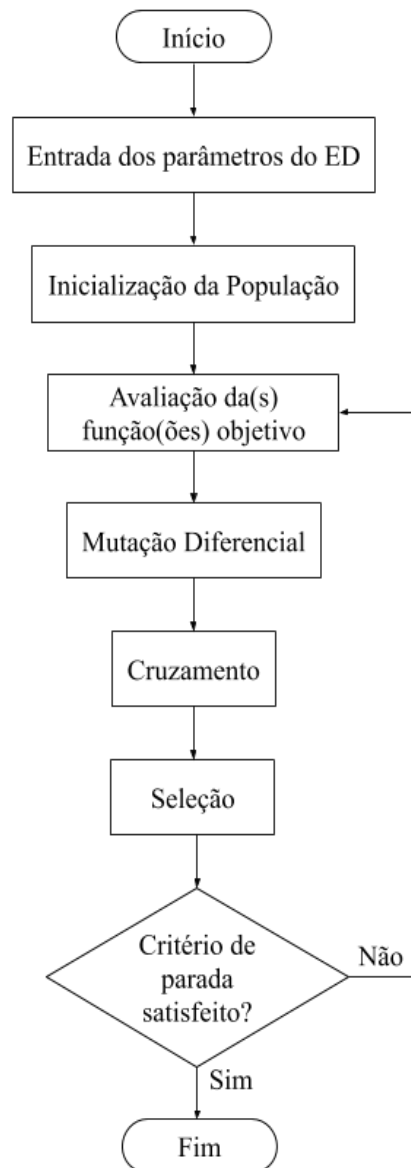 Início
Entrada dos parâmetros do ED
Inicialização da População
Avaliação da(s)
função(ões) objetivo
Mutação Diferencial
Cruzamento
Seleção
Critério de
parada
satisfeito?
Não
Sim
Fim